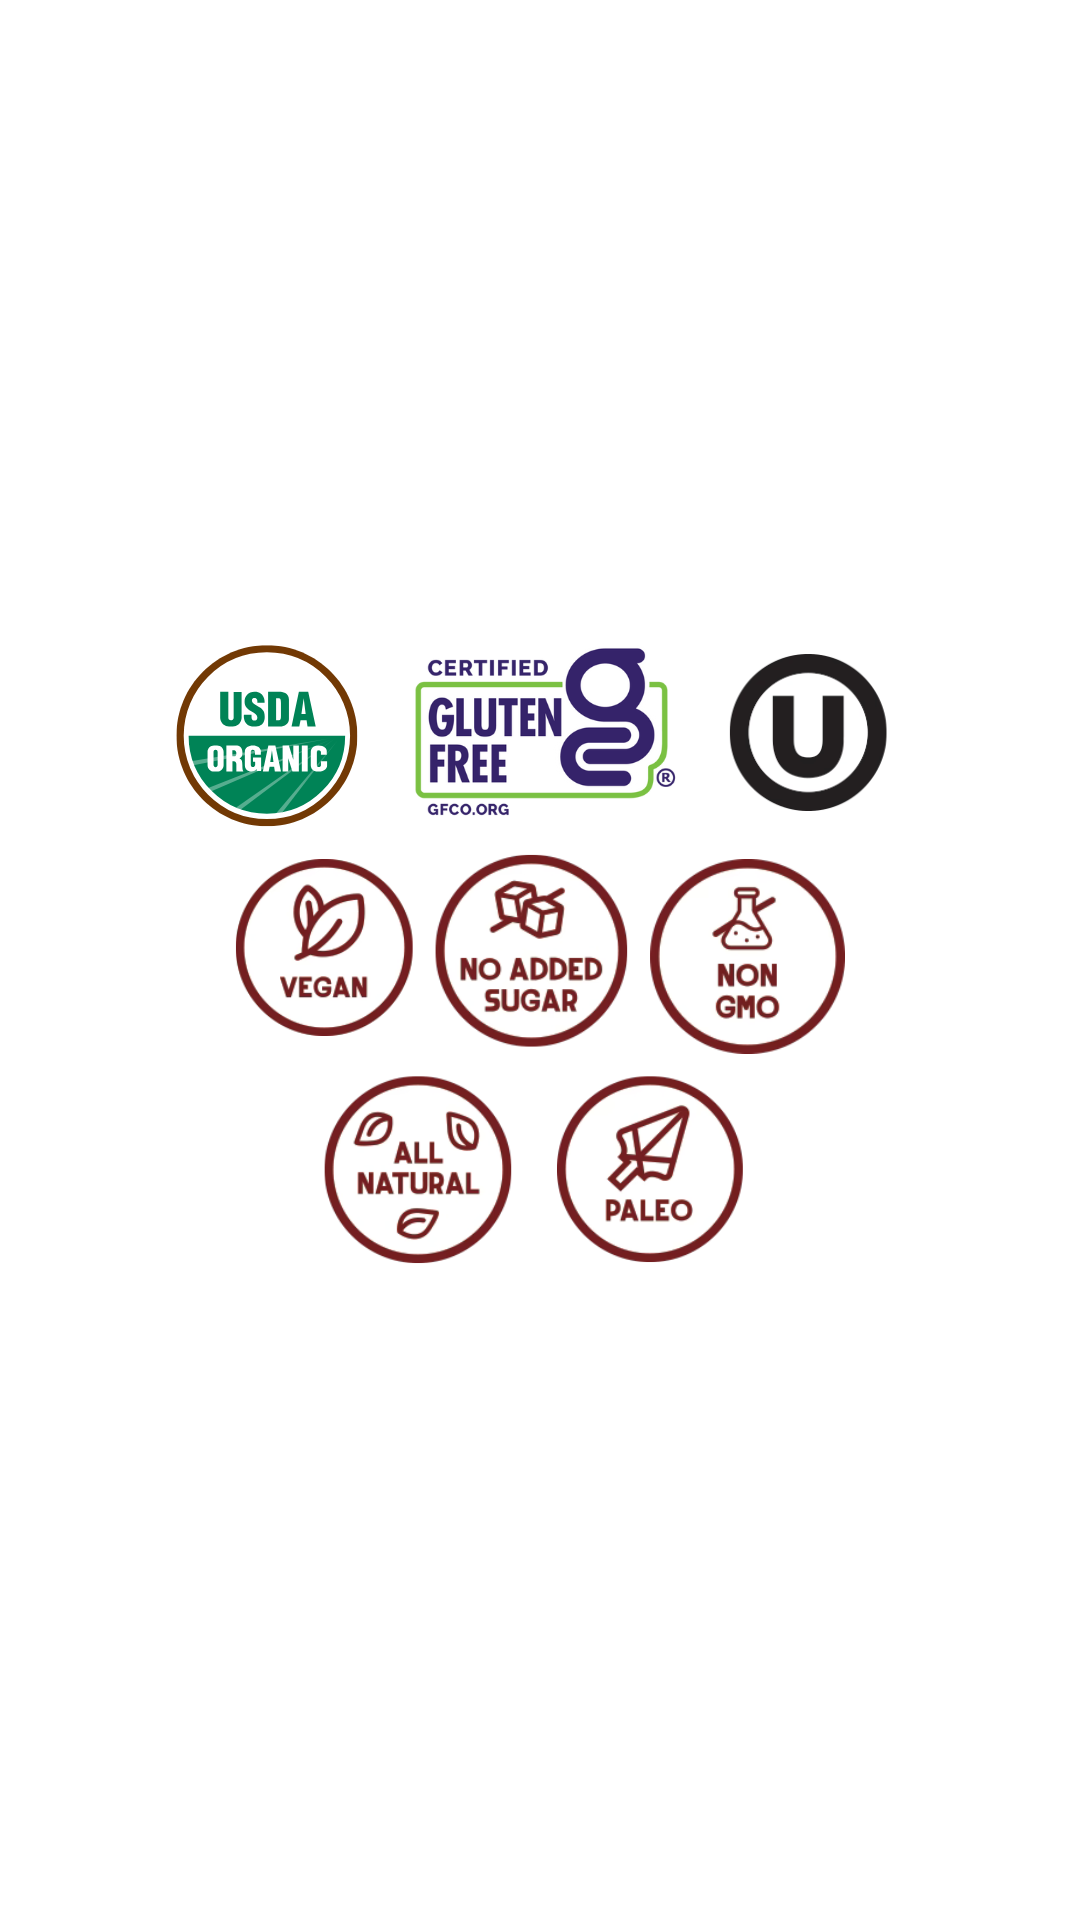 USDA
ORGANIC
CERTIFIED
GLUTEN
FREE
g
®
GFCO.ORG
U
VEGAN
NO ADDED
SUGAR
NON
GMO
ALL
NATURAL
PALEO